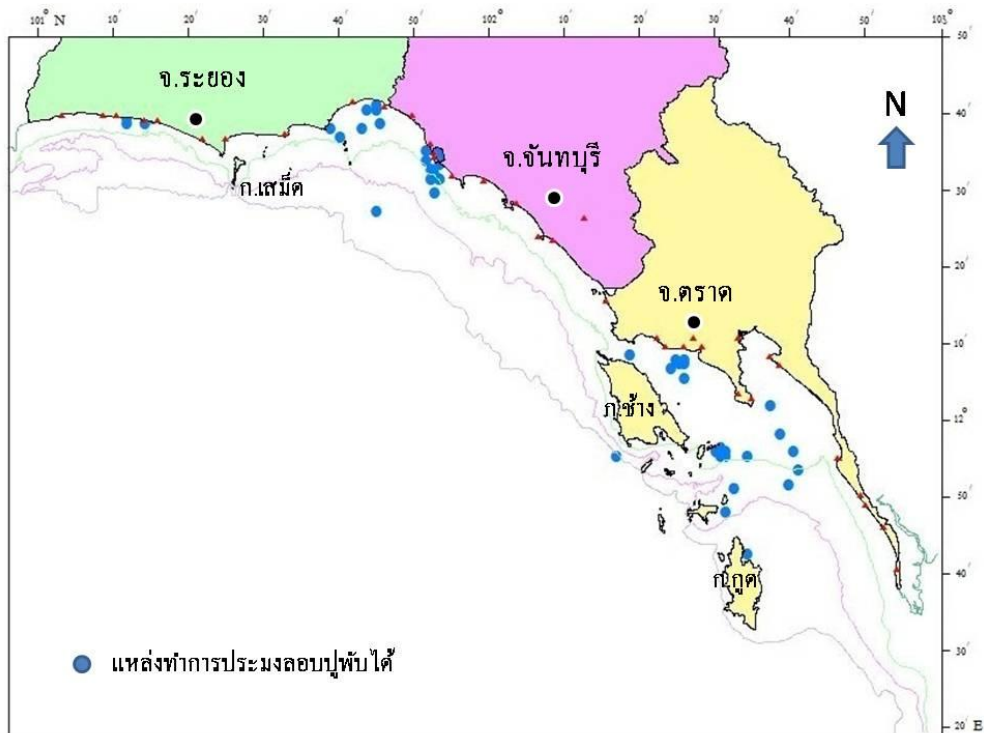 101° N 10' 20' 30' 40' 50' 100° 10' 20' 30' 40' 105°
50'
จ.ระยอง
40'
N
จ.จันทบุรี
ก.เสม็ด
30'
20'
จ.ตราด
10'
ก.ช้าง
12°
50'
40'
ก.กูด
30'
แหล่งทำการประมงลอบปูพับได้
20' E